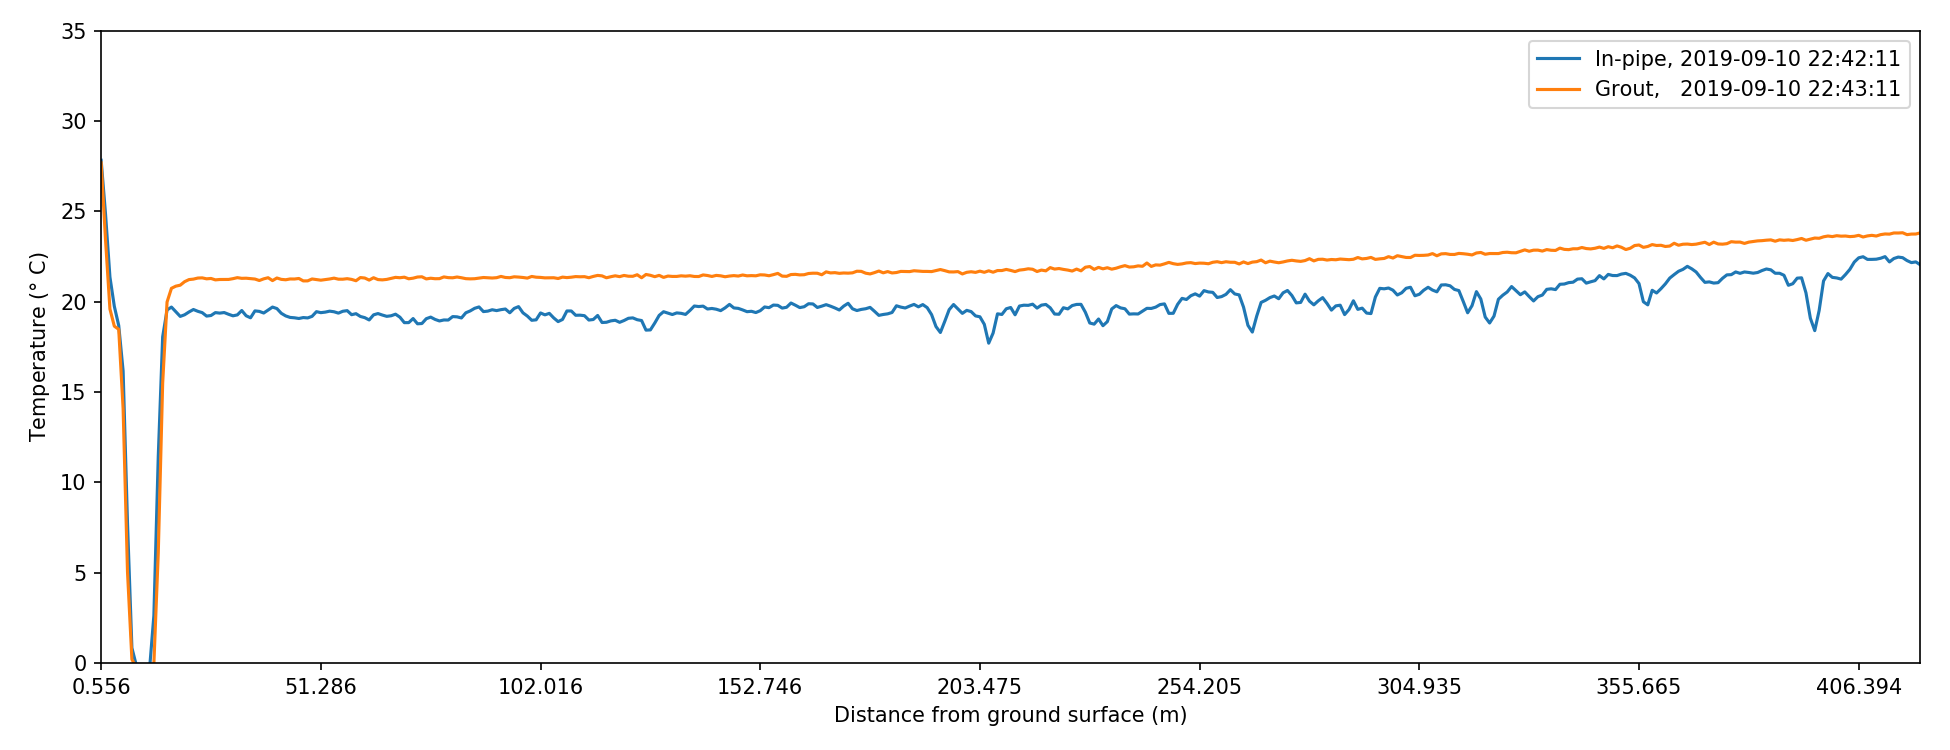 35
30
25
20
15
10
5
0
Temperature (° C)
In-pipe, 2019-09-10 22:42:11
Grout,   2019-09-10 22:43:11
0.556 51.286 102.016 152.746 203.475 254.205 304.935 355.665 406.394
Distance from ground surface (m)